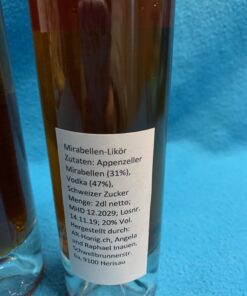 Mirabellen-Likör
Zutaten: Appenzeller
Mirabellen (31%),
Vodka (47%),
Schweizer Zucker
Menge: 2dl netto;
MHD 12.2029; Losnr.
14.11.19; 20% Vol.
Hergestellt durch:
AR-Honig.ch, Angela
und Raphael Inauen,
Schwellbrunnerstr.
6a, 9100 Herisau